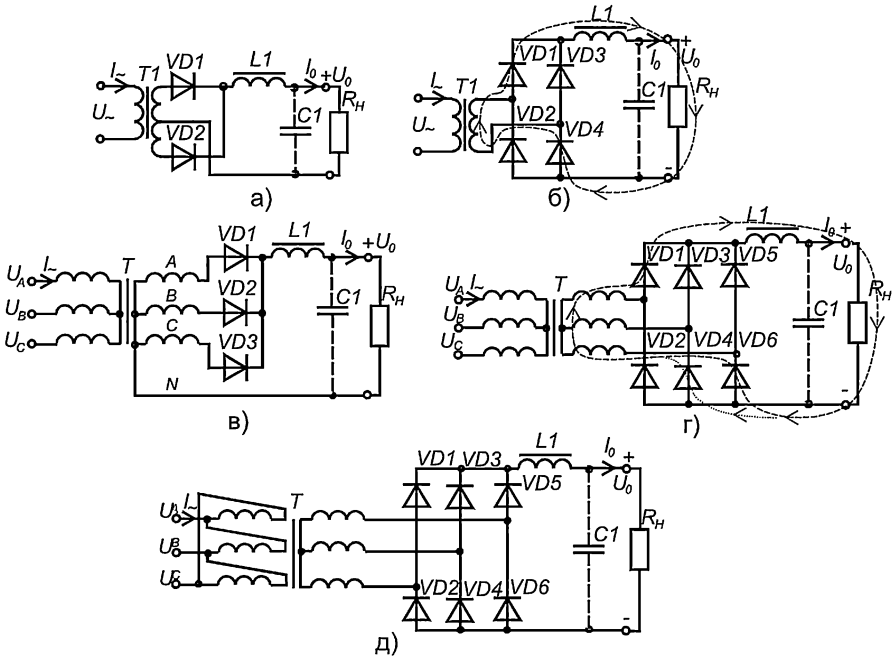 I~ T1 VD1 L1 I₀ +U₀
U~ VD2 C1 Rн
а)
I~ T1 VD1 VD3 L1 I₀ + U₀
U~ VD2 VD4 C1 Rн -
б)
UA I~ T A VD1 L1 I₀ +U₀
UB B VD2 C1 Rн
UC C VD3
N
в)
UA I~ T VD1 VD3 VD5 L1 I₀ + U₀
UB C1 Rн
UC VD2 VD4 VD6 -
г)
UA I~ T VD1 VD3 VD5 L1 I₀ + U₀
UB C1 Rн
UC VD2 VD4 VD6 -
д)